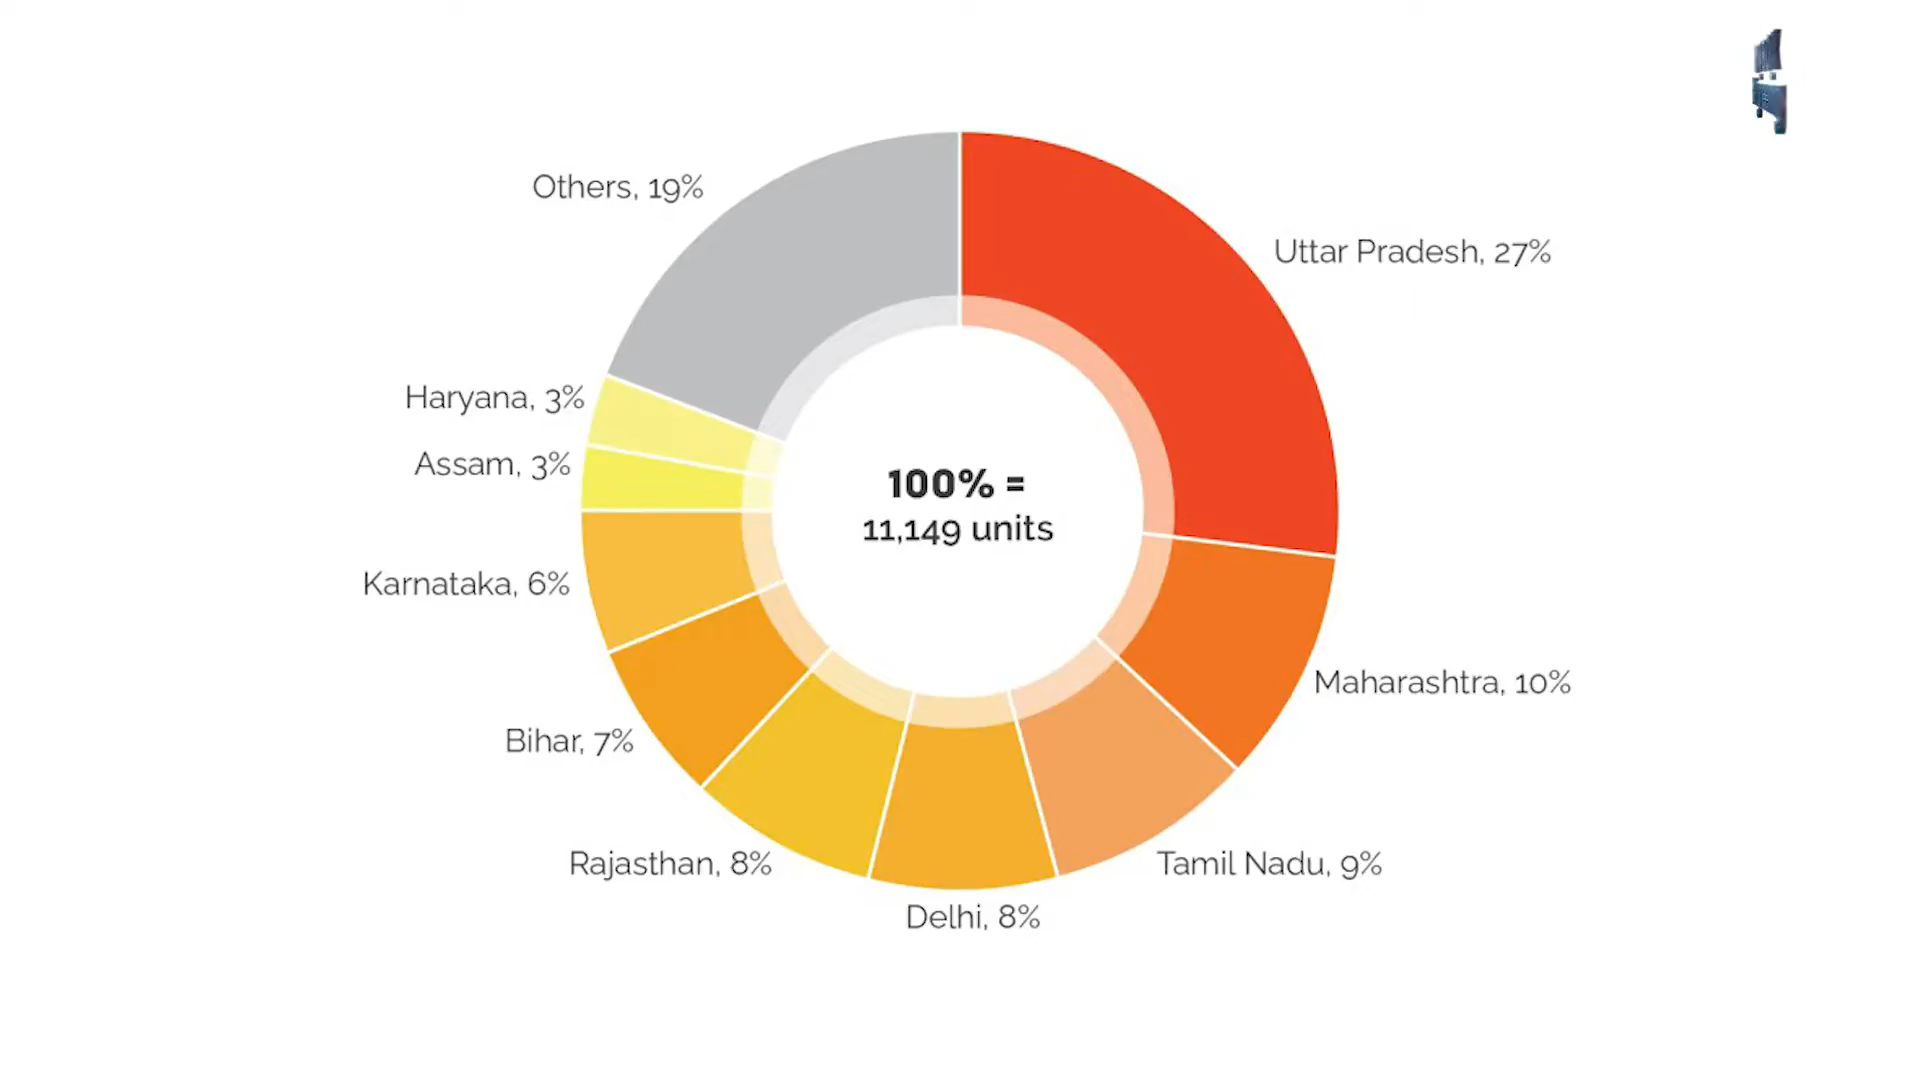 Others, 19%
Uttar Pradesh, 27%
Haryana, 3%
Assam, 3%
100% =
11,149 units
Karnataka, 6%
Maharashtra, 10%
Bihar, 7%
Rajasthan, 8%
Tamil Nadu, 9%
Delhi, 8%